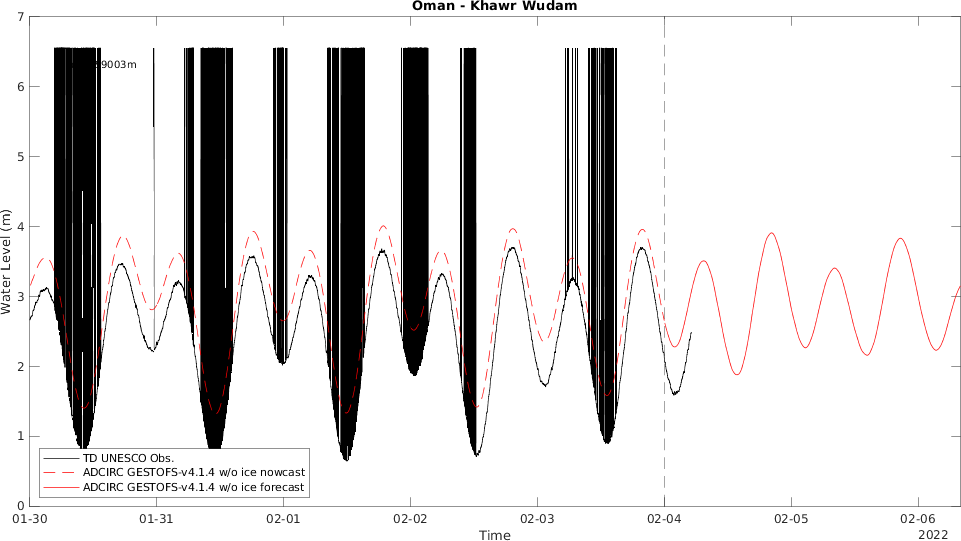 Oman - Khawr Wudam
7
6
5
4
3
2
1
0
Water Level (m)
9003m
TD UNESCO Obs.
ADCIRC GESTOFS-v4.1.4 w/o ice nowcast
ADCIRC GESTOFS-v4.1.4 w/o ice forecast
01-30 01-31 02-01 02-02 02-03 02-04 02-05 02-06
Time
2022